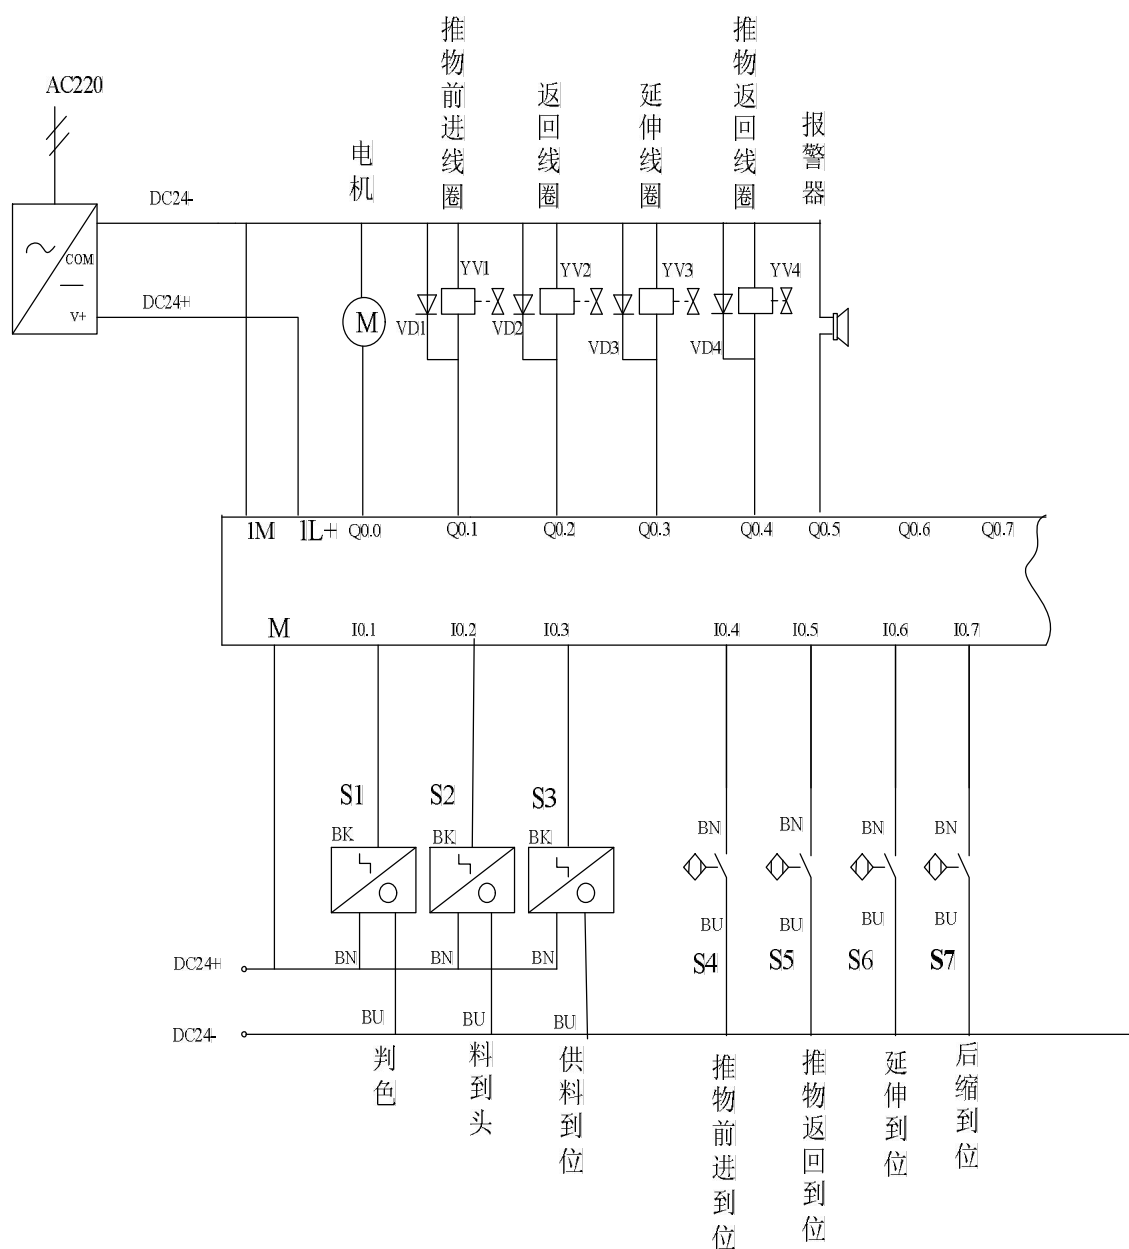 AC220
推物前进线圈
返回线圈
延伸线圈
推物返回线圈
报警器
电机
DC24-
COM
V+
DC24+
YV1
YV2
YV3
YV4
M
VD1
VD2
VD3
VD4
1M
1L+
Q0.0
Q0.1
Q0.2
Q0.3
Q0.4
Q0.5
Q0.6
Q0.7
M
I0.1
I0.2
I0.3
I0.4
I0.5
I0.6
I0.7
S1
S2
S3
BK
BK
BK
BN
BN
BN
BN
BU
BU
BU
BU
S4
S5
S6
S7
DC24+
BN
BN
BN
DC24-
BU
BU
BU
判色
料到头
供料到位
推物前进到位
推物返回到位
延伸到位
后缩到位